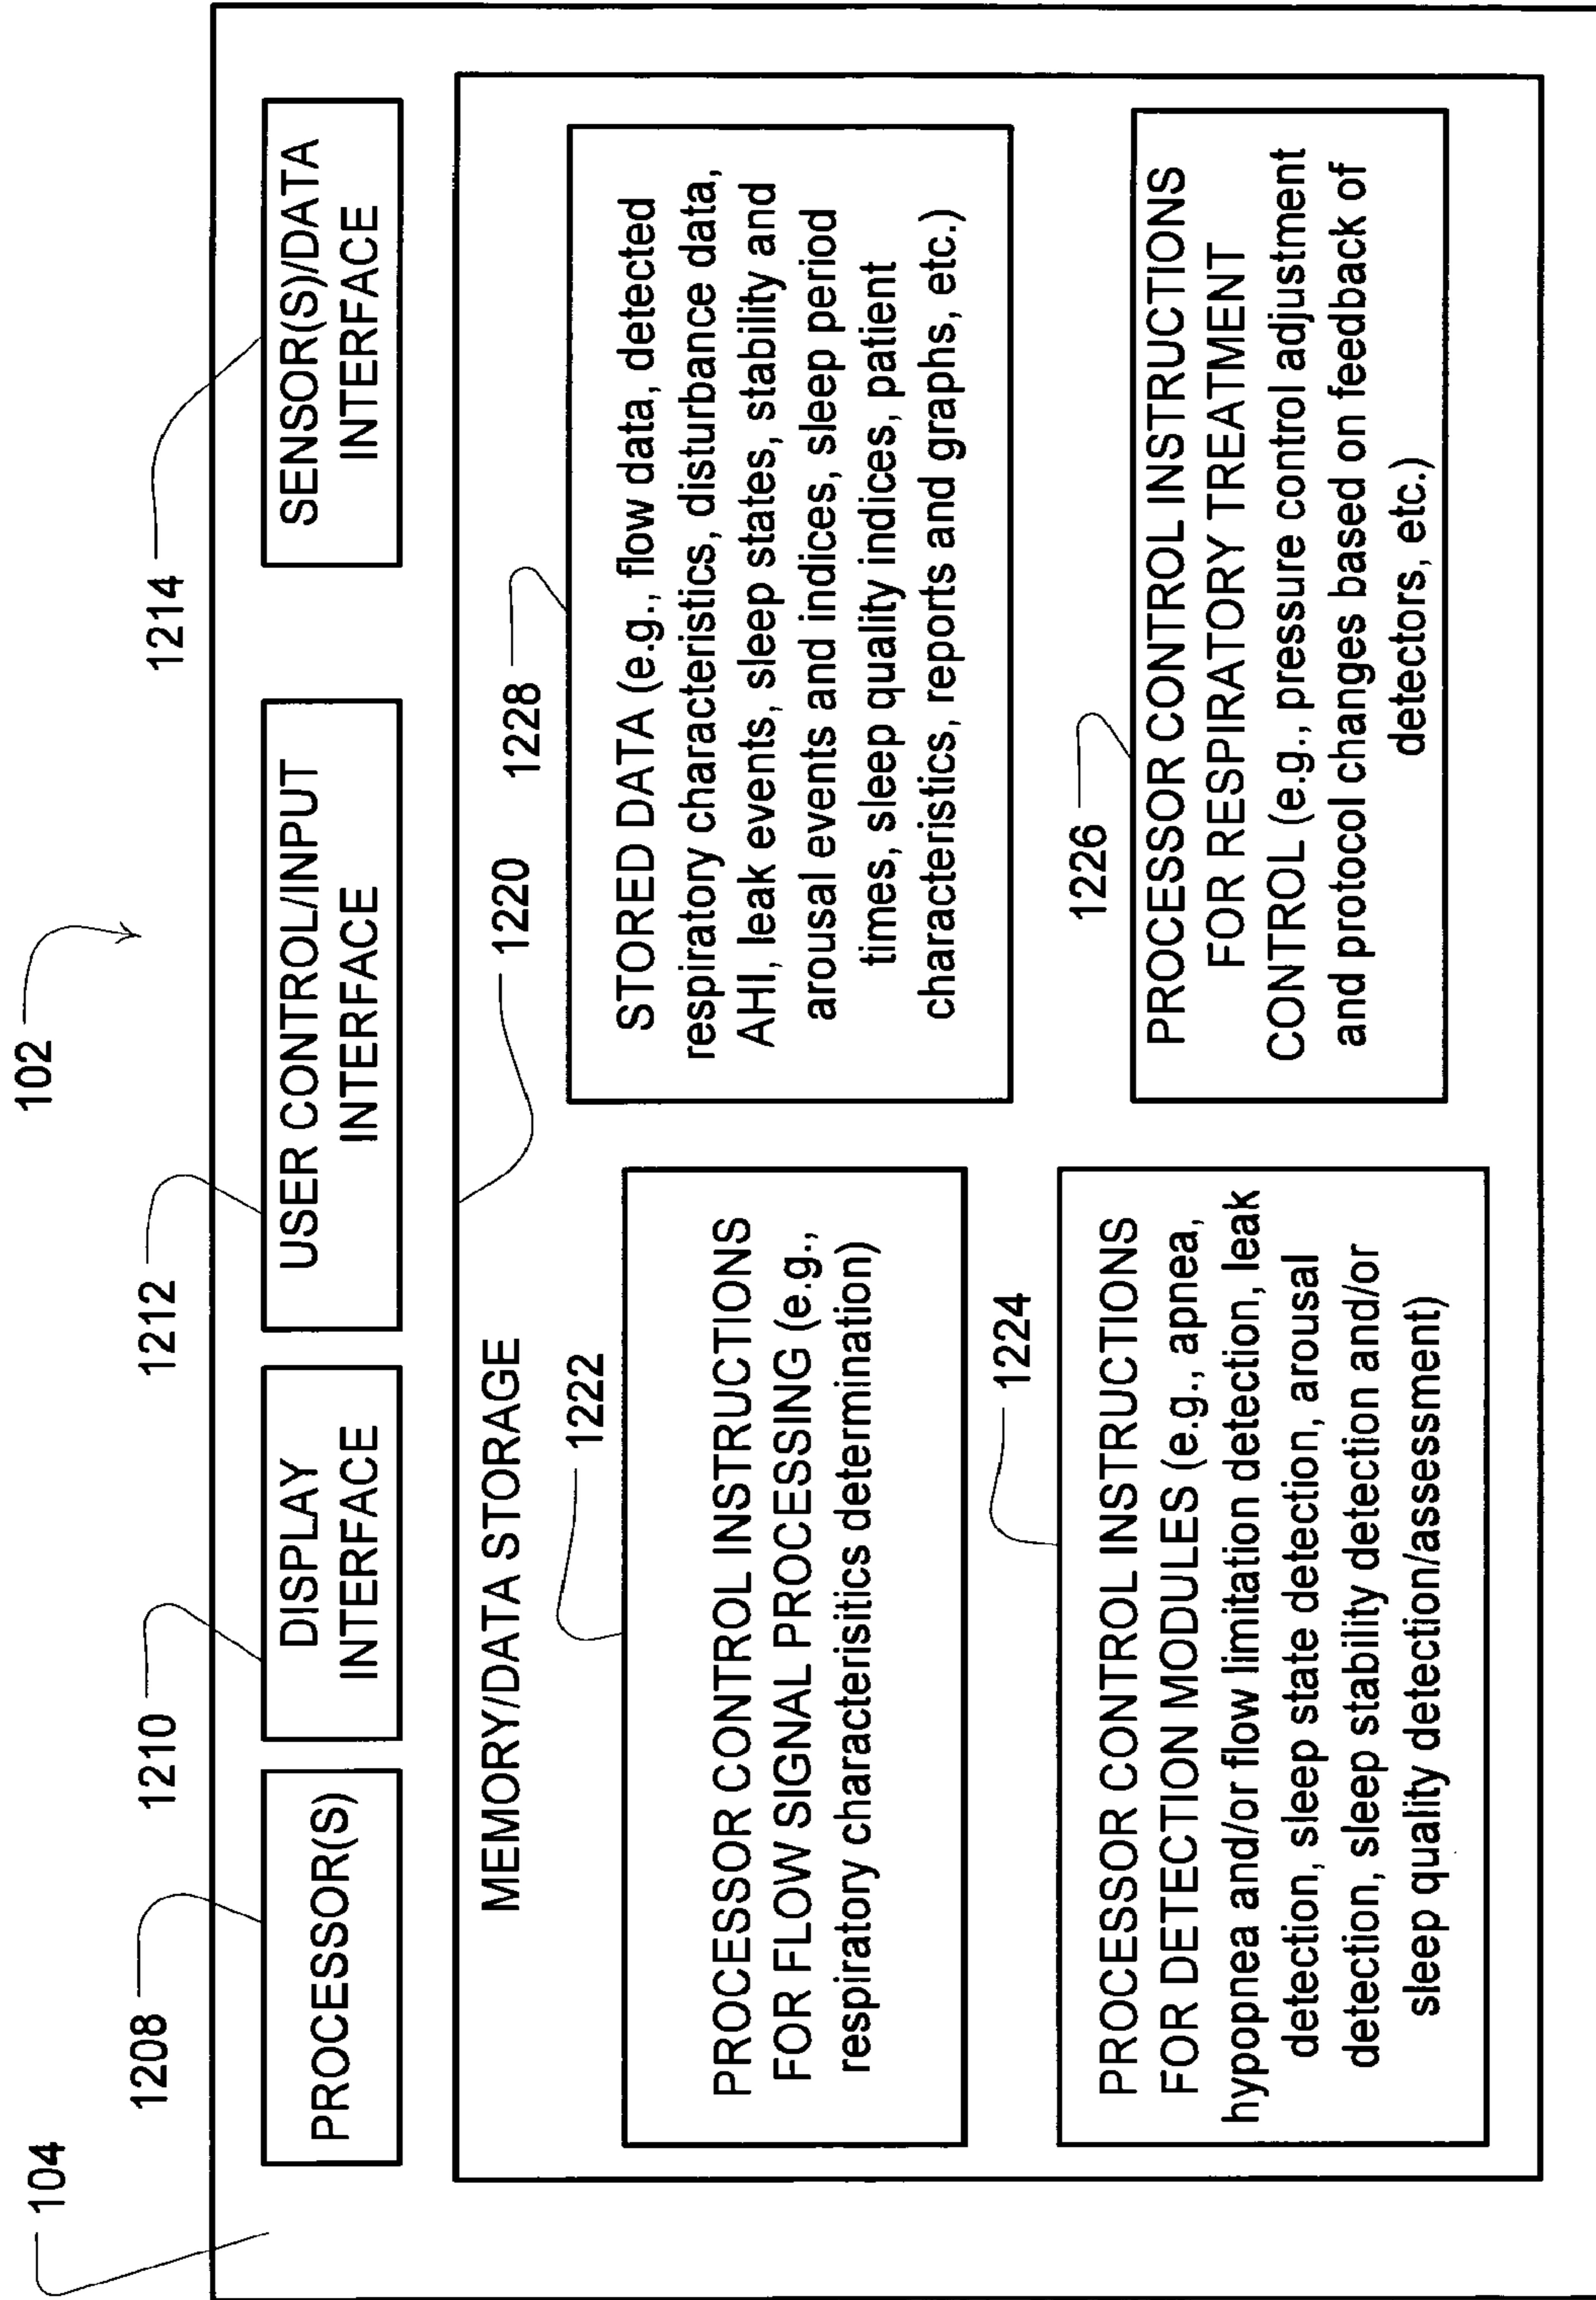 102
104
1208
1210
1212
1214
PROCESSOR(S)
DISPLAY
INTERFACE
USER CONTROL/INPUT
INTERFACE
SENSOR(S)/DATA
INTERFACE
MEMORY/DATA STORAGE
1220
1222
PROCESSOR CONTROL INSTRUCTIONS
FOR FLOW SIGNAL PROCESSING (e.g.,
respiratory characterisitics determination)
1228
STORED DATA (e.g., flow data, detected
respiratory characteristics, disturbance data,
AHI, leak events, sleep states, stability and
arousal events and indices, sleep period
times, sleep quality indices, patient
characteristics, reports and graphs, etc.)
1224
PROCESSOR CONTROL INSTRUCTIONS
FOR DETECTION MODULES (e.g., apnea,
hypopnea and/or flow limitation detection, leak
detection, sleep state detection, arousal
detection, sleep stability detection and/or
sleep quality detection/assessment)
1226
PROCESSOR CONTROL INSTRUCTIONS
FOR RESPIRATORY TREATMENT
CONTROL (e.g., pressure control adjustment
and protocol changes based on feedback of
detectors, etc.)